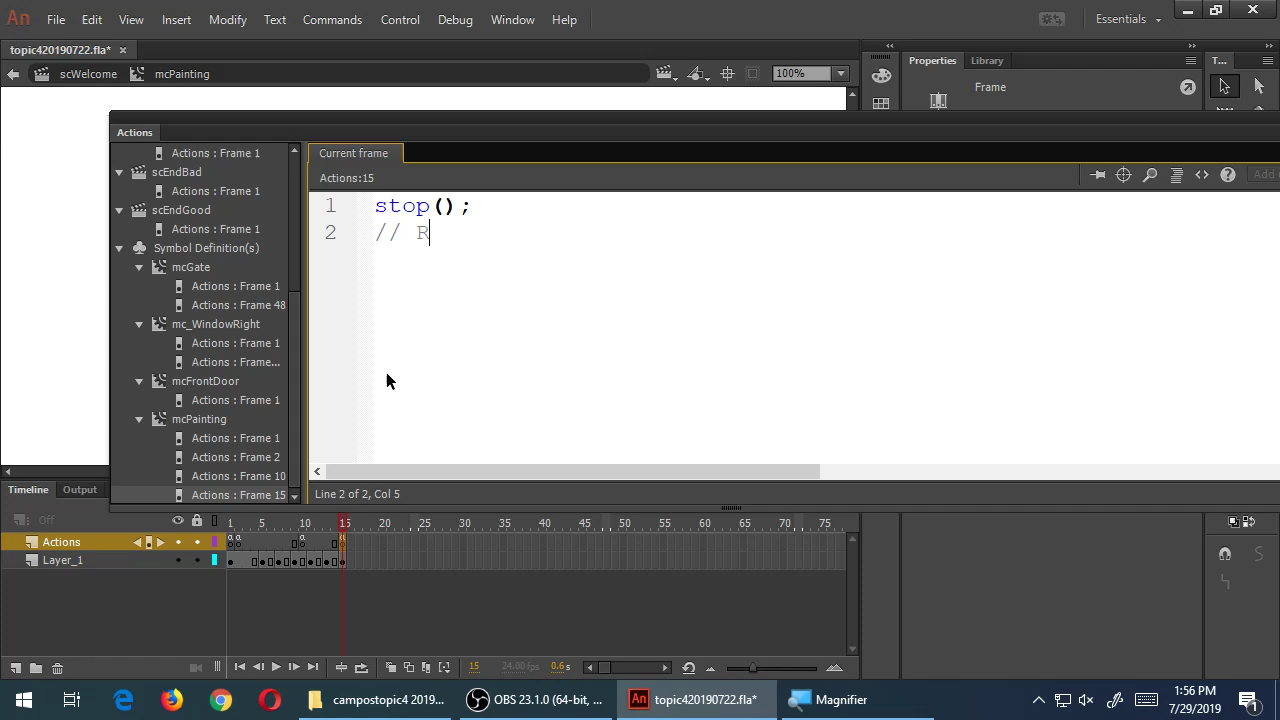 An File Edit View Insert Modify Text Commands Control Debug Window Help Essentials
topic420190722.fla*
scWelcome mcPainting 100%
Properties Library T...
Frame
Actions
Actions : Frame 1
scEndBad
Actions : Frame 1
scEndGood
Actions : Frame 1
Symbol Definition(s)
mcGate
Actions : Frame 1
Actions : Frame 48
mc_WindowRight
Actions : Frame 1
Actions : Frame...
mcFrontDoor
Actions : Frame 1
mcPainting
Actions : Frame 1
Actions : Frame 2
Actions : Frame 10
Actions : Frame 15
Current frame
Actions:15
Add
1 stop();
2 // R
Line 2 of 2, Col 5
Timeline Output
Off 1 5 10 15 20 25 30 35 40 45 50 55 60 65 70 75
Actions
Layer_1
15 24.00 fps 0.6 s
campostopic4 2019... OBS 23.1.0 (64-bit, ... topic420190722.fla* Magnifier
1:56 PM
7/29/2019
1